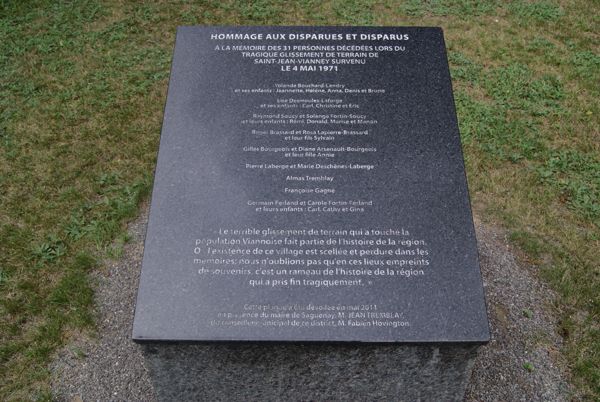 HOMMAGE AUX DISPARUES ET DISPARUS
À LA MÉMOIRE DES 31 PERSONNES DÉCÉDÉES LORS DU
TRAGIQUE GLISSEMENT DE TERRAIN DE
SAINT-JEAN-VIANNEY SURVENU
LE 4 MAI 1971
Yolande Bouchard-Landry
et ses enfants : Jeannette, Hélène, Anna, Denis et Bruno
Lise Desmeules-Laforge
et ses enfants : Carl, Christine et Éric
Raymond Soucy et Solange Fortin-Soucy
et leurs enfants : Rémi, Donald, Marise et Manon
Roger Brassard et Rosa Lapierre-Brassard
et leur fils Sylvain
Gilles Bourgeois et Diane Arsenault-Bourgeois
et leur fille Annie
Pierre Laberge et Marie Deschênes-Laberge
Almas Tremblay
Françoise Gagné
Germain Ferland et Carole Fortin-Ferland
et leurs enfants : Carl, Cathy et Gina
Le terrible glissement de terrain qui a touché la
population Viannoise fait partie de l'histoire de la région.
l'existence de ce village est scellée et perdure dans les
mémoires; nous n'oublions pas qu'en ces lieux empreints
de souvenirs, c'est un rameau de l'histoire de la région
qui a pris fin tragiquement. »
Cette plaque a été dévoilée en mai 2011
en présence du maire de Saguenay, M. JEAN TREMBLAY,
du conseiller municipal de ce district, M. Fabien Hovington.